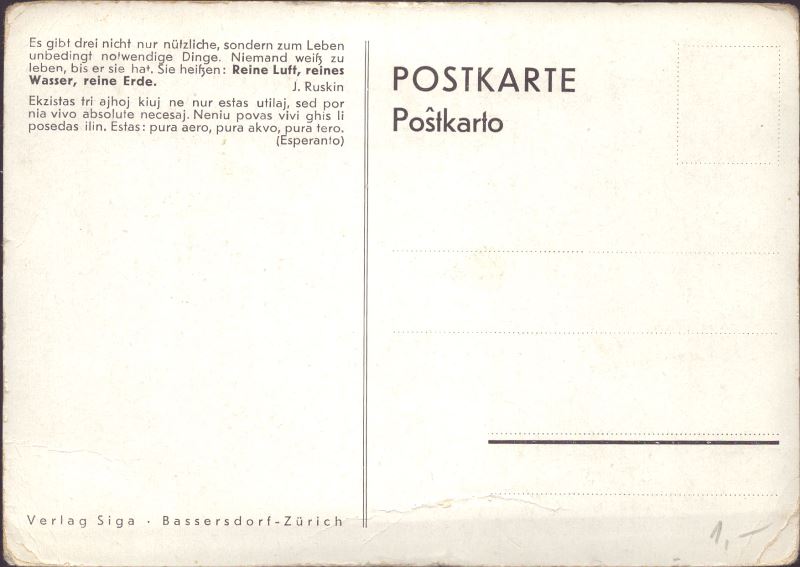 Es gibt drei nicht nur nützliche, sondern zum Leben
unbedingt notwendige Dinge. Niemand weiß zu
leben, bis er sie hat. Sie heißen: Reine Luft, reines
Wasser, reine Erde.
J. Ruskin
Ekzistas tri ajhoj kiuj ne nur estas utilaj, sed por
nia vivo absolute necesaj. Neniu povas vivi ghis li
posedas ilin. Estas: pura aero, pura akvo, pura tero.
(Esperanto)
Verlag Siga · Bassersdorf-Zürich
POSTKARTE
Poŝtkarto
1,-